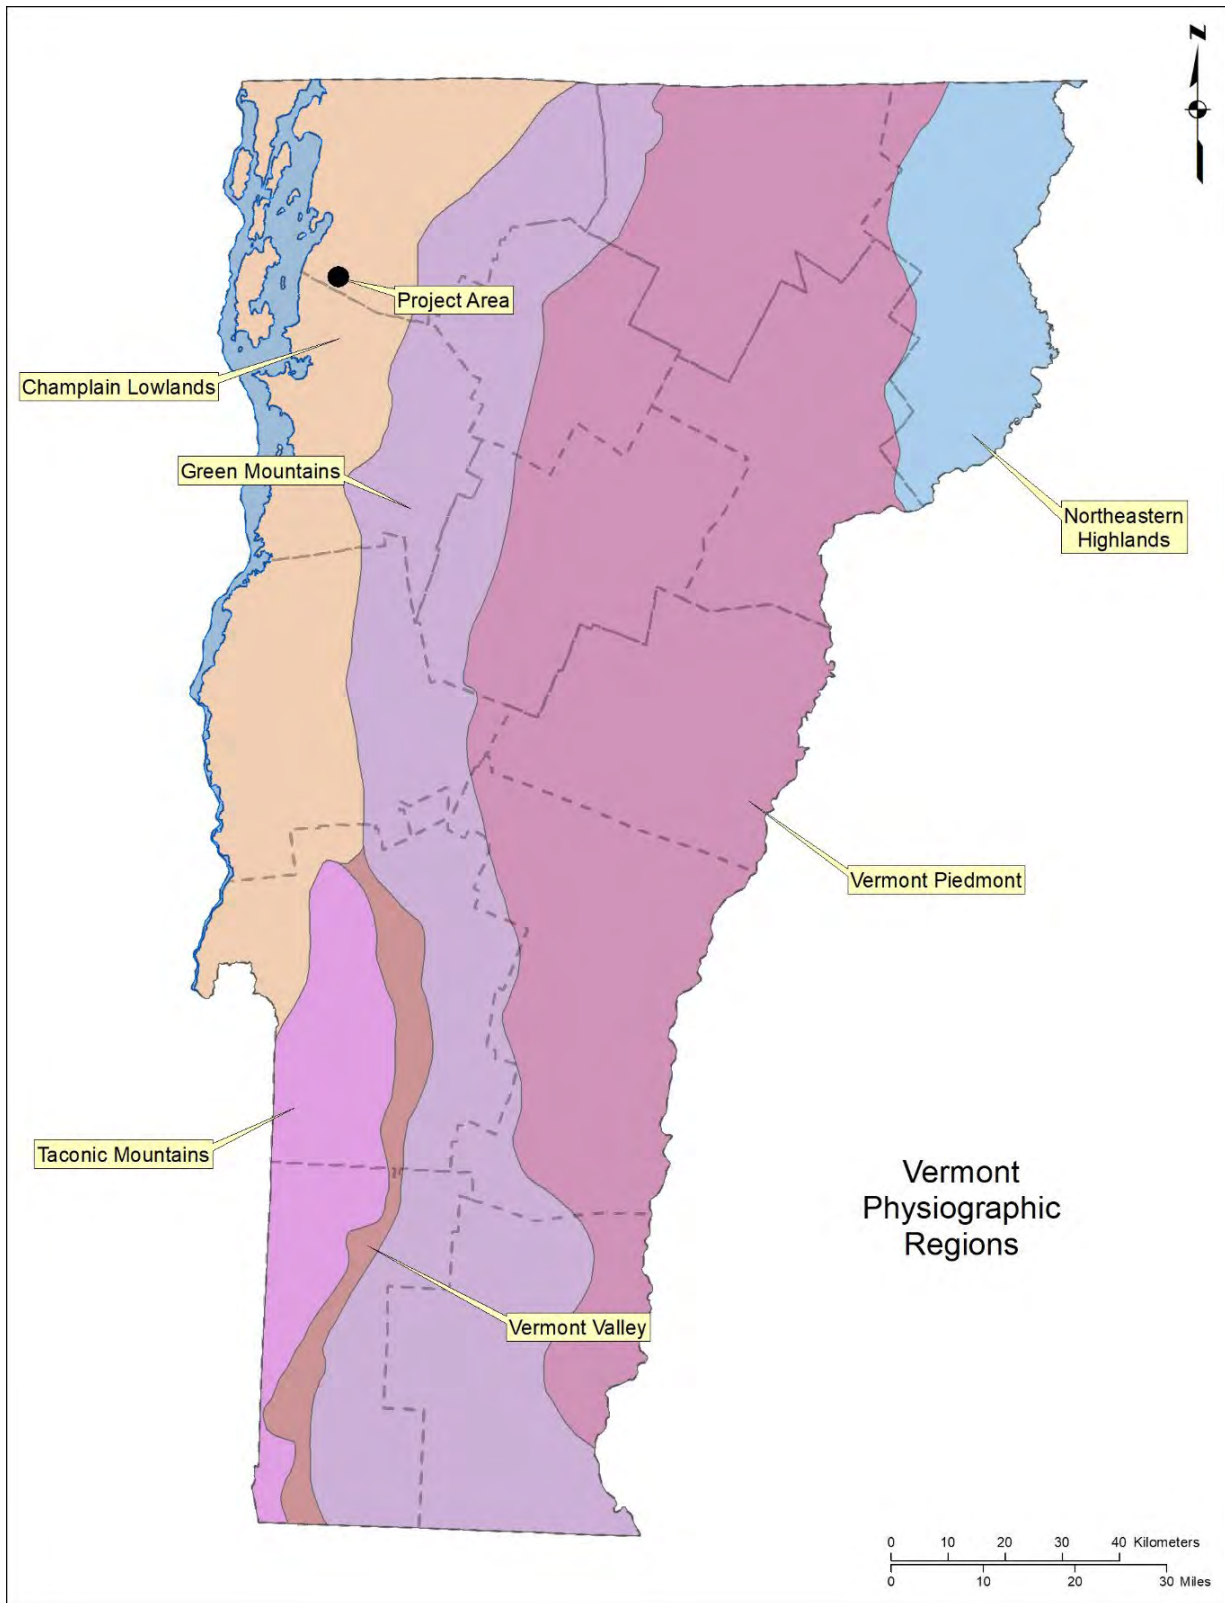 N
Project Area
Champlain Lowlands
Green Mountains
Northeastern
Highlands
Vermont Piedmont
Taconic Mountains
Vermont
Physiographic
Regions
Vermont Valley
0 10 20 30 40 Kilometers
0 10 20 30 Miles